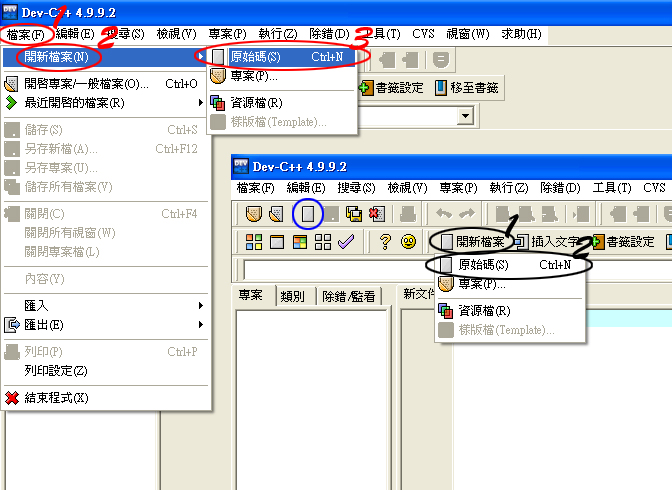 Dev-C++ 4.9.9.2
檔案(F) 編輯(E) 搜尋(S) 檢視(V) 專案(P) 執行(Z) 除錯(D) 工具(T) CVS 視窗(W) 求助(H)
1 2 3
開新檔案(N)
開啓專案/一般檔案(O)... Ctrl+O
最近開啓的檔案(R)
儲存(S) Ctrl+S
另存新檔(A)... Ctrl+F12
另存專案(U)...
儲存所有檔案(V)
關閉(C) Ctrl+F4
關閉所有視窗(W)
關閉專案檔(L)
內容(Y)
匯入
匯出(E)
列印(P) Ctrl+P
列印設定(Z)
結束程式(X)
原始碼(S) Ctrl+N
專案(P)...
資源檔(R)
樣版檔(Template)...
書籤設定 移至書籤
Dev-C++ 4.9.9.2
檔案(F) 編輯(E) 搜尋(S) 檢視(V) 專案(P) 執行(Z) 除錯(D) 工具(T) CVS
開新檔案 插入文字 書籤設定
1 2
原始碼(S) Ctrl+N
專案(P)...
資源檔(R)
樣版檔(Template)...
專案 類別 除錯/監看 新文件